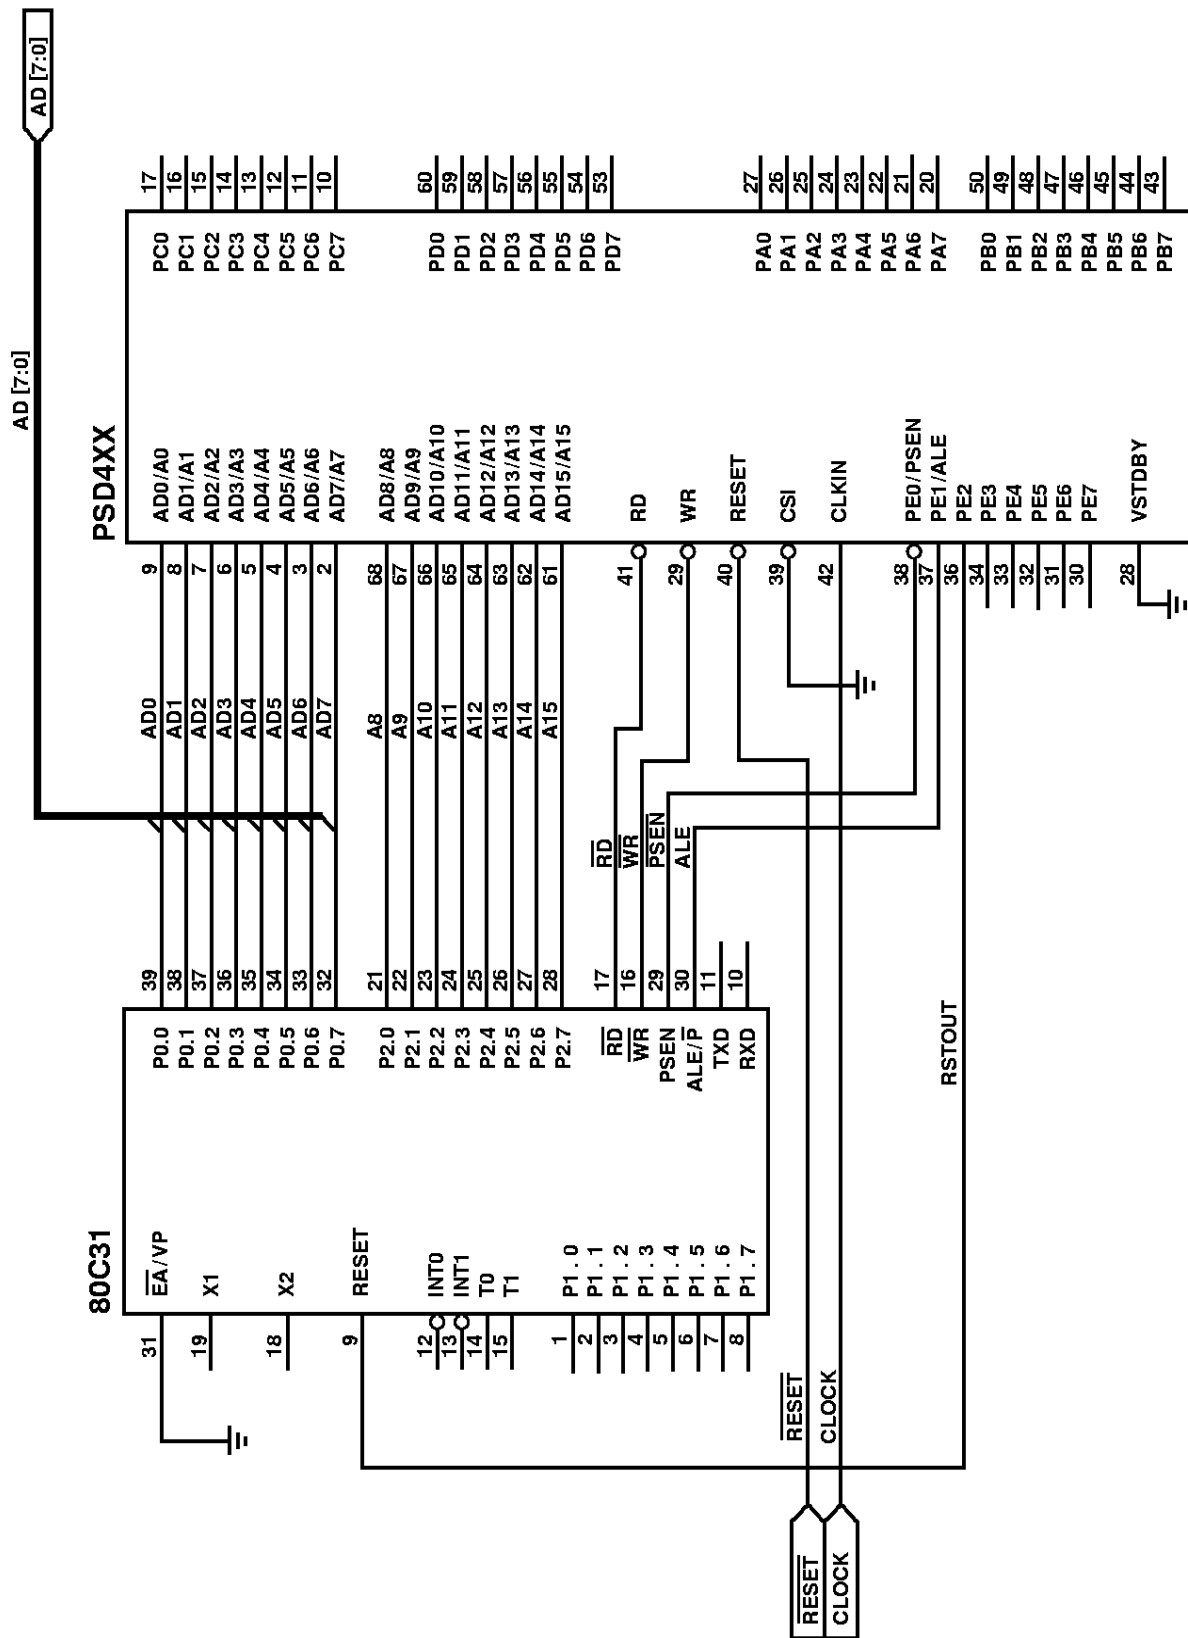 AD [7:0]
AD [7:0]
80C31
31
EA/VP
19
X1
18
X2
9
RESET
12
INT0
13
INT1
14
T0
15
T1
1
P1.0
2
P1.1
3
P1.2
4
P1.3
5
P1.4
6
P1.5
7
P1.6
8
P1.7
P0.0 39
P0.1 38
P0.2 37
P0.3 36
P0.4 35
P0.5 34
P0.6 33
P0.7 32
P2.0 21
P2.1 22
P2.2 23
P2.3 24
P2.4 25
P2.5 26
P2.6 27
P2.7 28
RD 17
WR 16
PSEN 29
ALE/P 30
TXD 11
RXD 10
AD0
AD1
AD2
AD3
AD4
AD5
AD6
AD7
A8
A9
A10
A11
A12
A13
A14
A15
RD
WR
PSEN
ALE
PSD4XX
9 AD0/A0
8 AD1/A1
7 AD2/A2
6 AD3/A3
5 AD4/A4
4 AD5/A5
3 AD6/A6
2 AD7/A7
68 AD8/A8
67 AD9/A9
66 AD10/A10
65 AD11/A11
64 AD12/A12
63 AD13/A13
62 AD14/A14
61 AD15/A15
41 RD
29 WR
40 RESET
39 CSI
42 CLKIN
38 PE0/PSEN
37 PE1/ALE
36 PE2
34 PE3
33 PE4
32 PE5
31 PE6
30 PE7
28 VSTDBY
PC0 17
PC1 16
PC2 15
PC3 14
PC4 13
PC5 12
PC6 11
PC7 10
PD0 60
PD1 59
PD2 58
PD3 57
PD4 56
PD5 55
PD6 54
PD7 53
PA0 27
PA1 26
PA2 25
PA3 24
PA4 23
PA5 22
PA6 21
PA7 20
PB0 50
PB1 49
PB2 48
PB3 47
PB4 46
PB5 45
PB6 44
PB7 43
RESET RESET
CLOCK CLOCK
RSTOUT